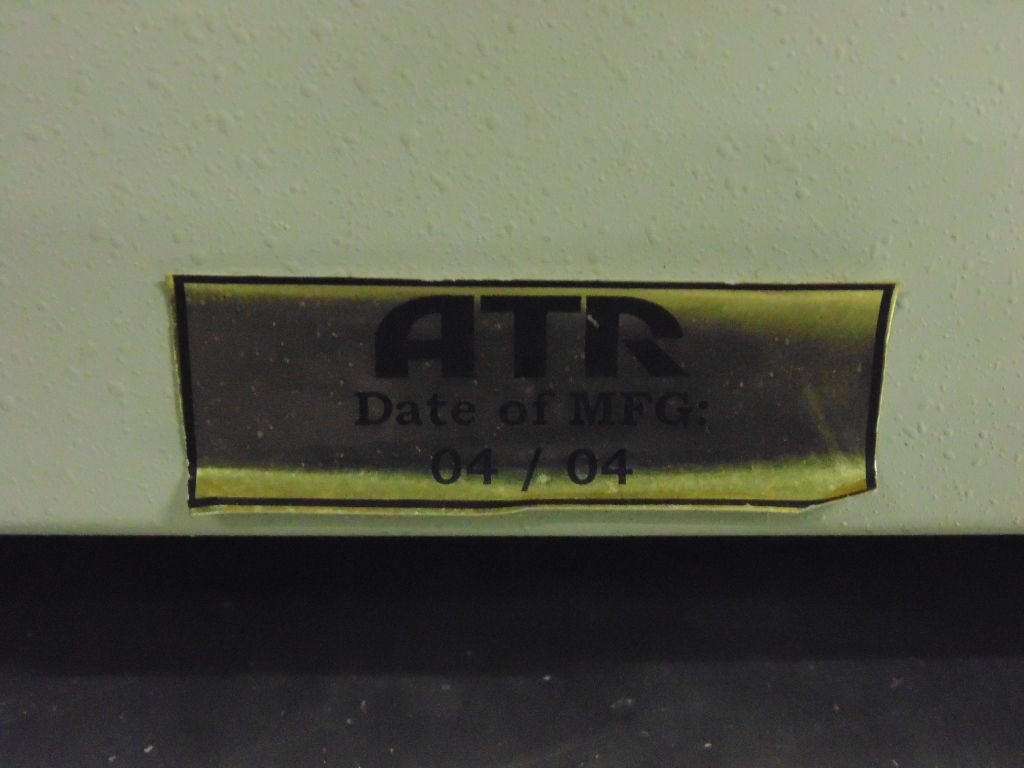 ATR
Date of MFG:
04 / 04